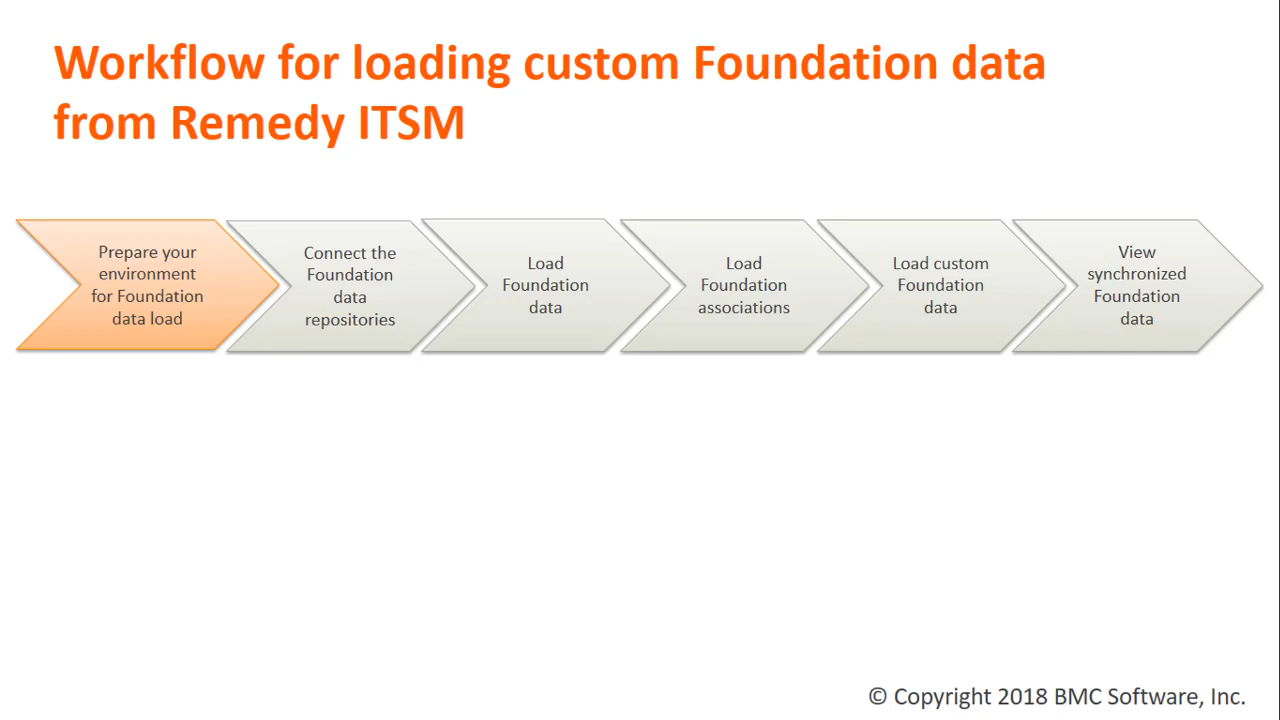 Workflow for loading custom Foundation data
from Remedy ITSM
Prepare your
environment
for Foundation
data load
Connect the
Foundation
data
repositories
Load
Foundation
data
Load
Foundation
associations
Load custom
Foundation
data
View
synchronized
Foundation
data
© Copyright 2018 BMC Software, Inc.